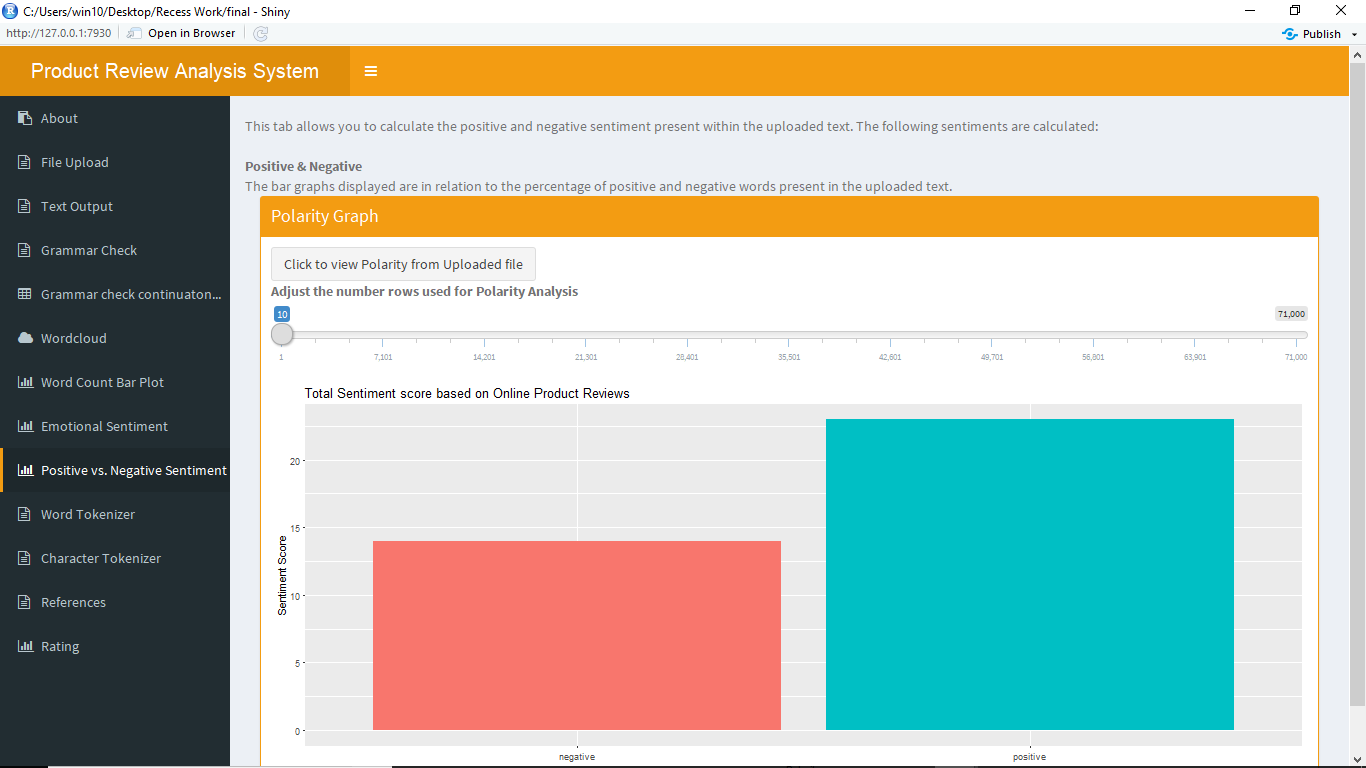 C:/Users/win10/Desktop/Recess Work/final - Shiny
http://127.0.0.1:7930 Open in Browser Publish
Product Review Analysis System
About
File Upload
Text Output
Grammar Check
Grammar check continuaton...
Wordcloud
Word Count Bar Plot
Emotional Sentiment
Positive vs. Negative Sentiment
Word Tokenizer
Character Tokenizer
References
Rating
This tab allows you to calculate the positive and negative sentiment present within the uploaded text. The following sentiments are calculated:
Positive & Negative
The bar graphs displayed are in relation to the percentage of positive and negative words present in the uploaded text.
Polarity Graph
Click to view Polarity from Uploaded file
Adjust the number rows used for Polarity Analysis
10 71,000
1 7,101 14,201 21,301 28,401 35,501 42,601 49,701 56,801 63,901 71,000
Total Sentiment score based on Online Product Reviews
Sentiment Score
20
15
10
5
0
negative positive